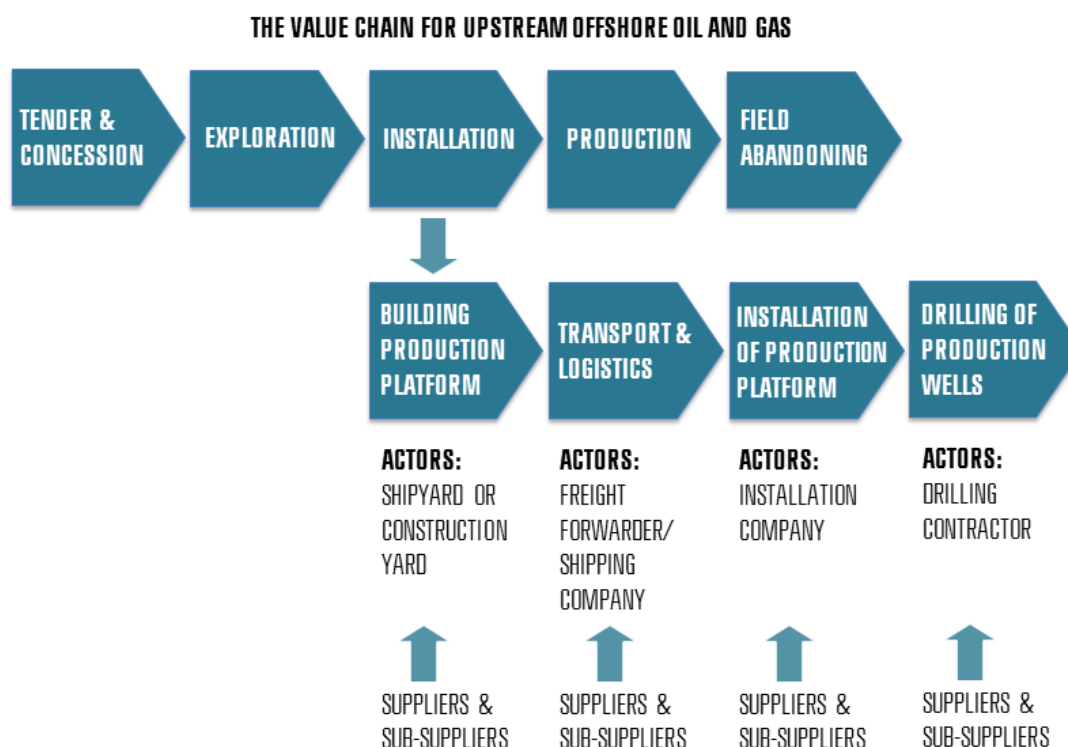 THE VALUE CHAIN FOR UPSTREAM OFFSHORE OIL AND GAS
TENDER &
CONCESSION
EXPLORATION
INSTALLATION
PRODUCTION
FIELD
ABANDONING
BUILDING
PRODUCTION
PLATFORM
TRANSPORT &
LOGISTICS
INSTALLATION
OF PRODUCTION
PLATFORM
DRILLING OF
PRODUCTION
WELLS
ACTORS:
SHIPYARD OR
CONSTRUCTION
YARD
ACTORS:
FREIGHT
FORWARDER/
SHIPPING
COMPANY
ACTORS:
INSTALLATION
COMPANY
ACTORS:
DRILLING
CONTRACTOR
SUPPLIERS &
SUB-SUPPLIERS
SUPPLIERS &
SUB-SUPPLIERS
SUPPLIERS &
SUB-SUPPLIERS
SUPPLIERS &
SUB-SUPPLIERS